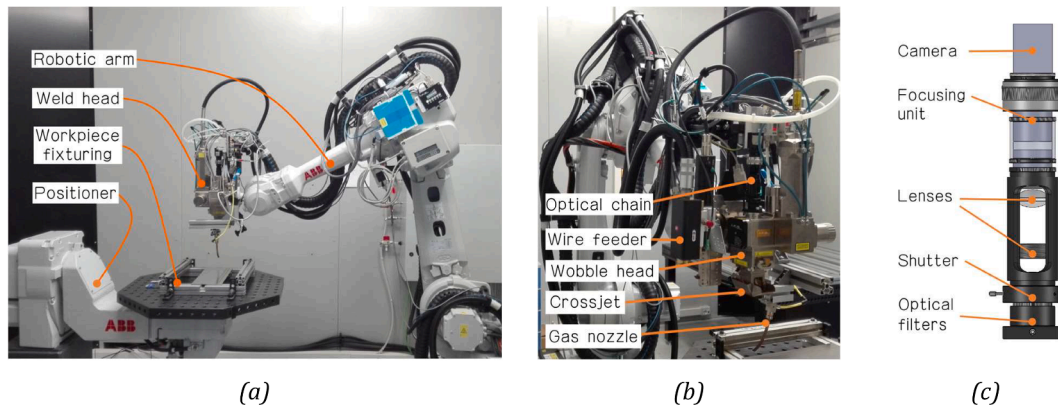 Robotic arm
Weld head
Workpiece
fixturing
Positioner
ABB
ABB
(a)
Optical chain
Wire feeder
Wobble head
Crossjet
Gas nozzle
(b)
Camera
Focusing
unit
Lenses
Shutter
Optical
filters
(c)